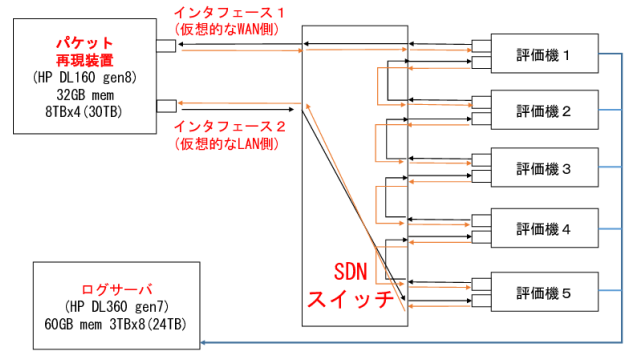 インタフェース１
(仮想的なWAN側)
パケット
再現装置
(HP DL160 gen8)
32GB mem
8TBx4(30TB)
インタフェース２
(仮想的なLAN側)
評価機１
評価機２
評価機３
評価機４
評価機５
SDN
スイッチ
ログサーバ
(HP DL360 gen7)
60GB mem 3TBx8(24TB)